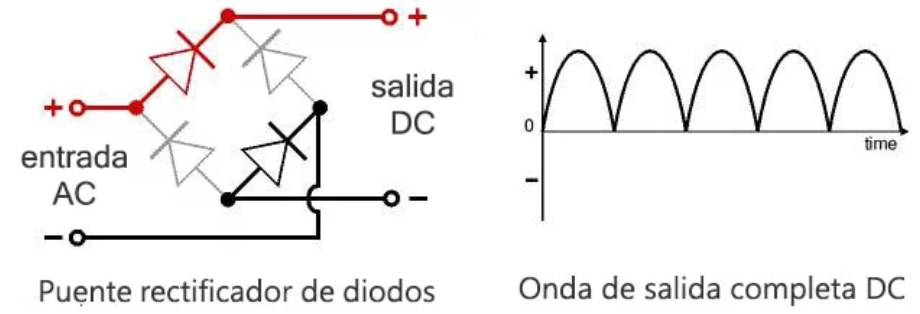 +
+
salida
DC
entrada
AC
-
-
Puente rectificador de diodos
+
0
time
-
Onda de salida completa DC